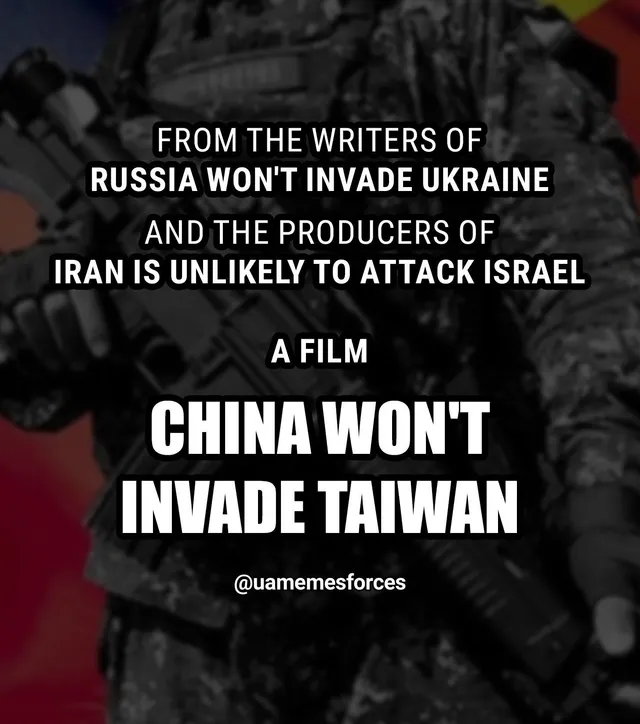 FROM THE WRITERS OF
RUSSIA WON'T INVADE UKRAINE
AND THE PRODUCERS OF
IRAN IS UNLIKELY TO ATTACK ISRAEL
A FILM
CHINA WON'T
INVADE TAIWAN
@uamemesforces